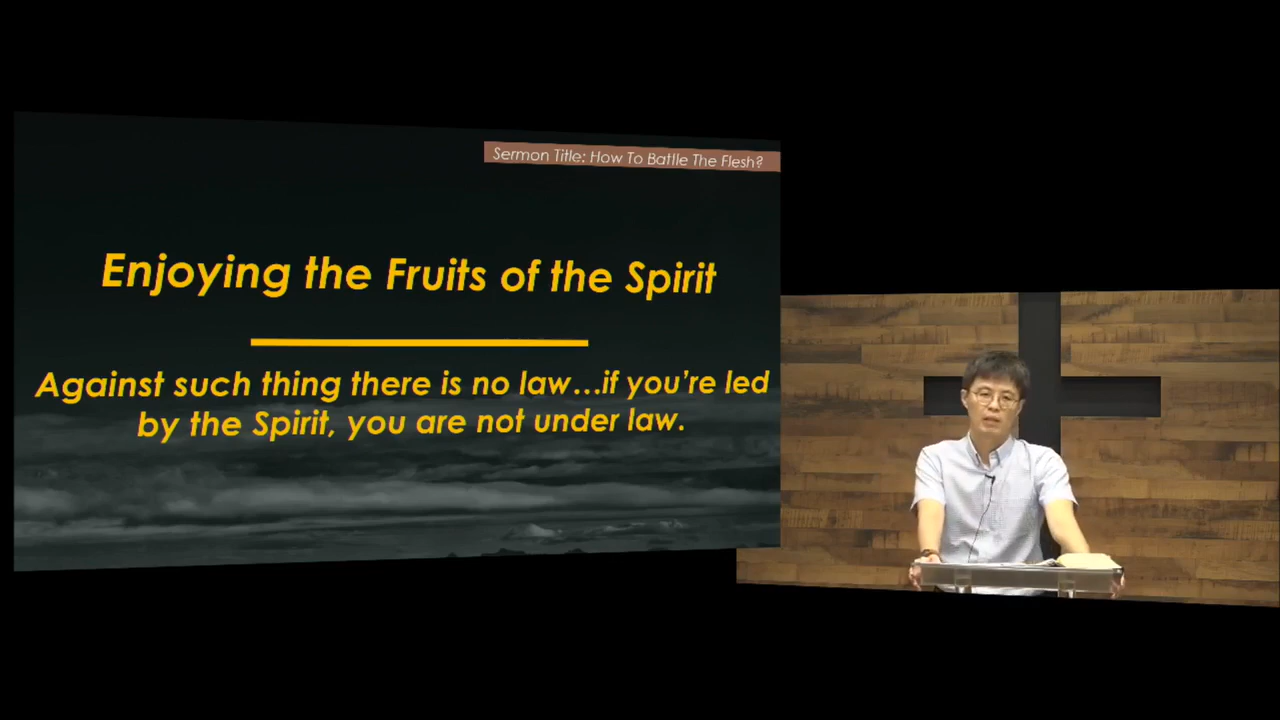 Sermon Title: How To Battle The Flesh?
Enjoying the Fruits of the Spirit
Against such thing there is no law...if you're led
by the Spirit, you are not under law.